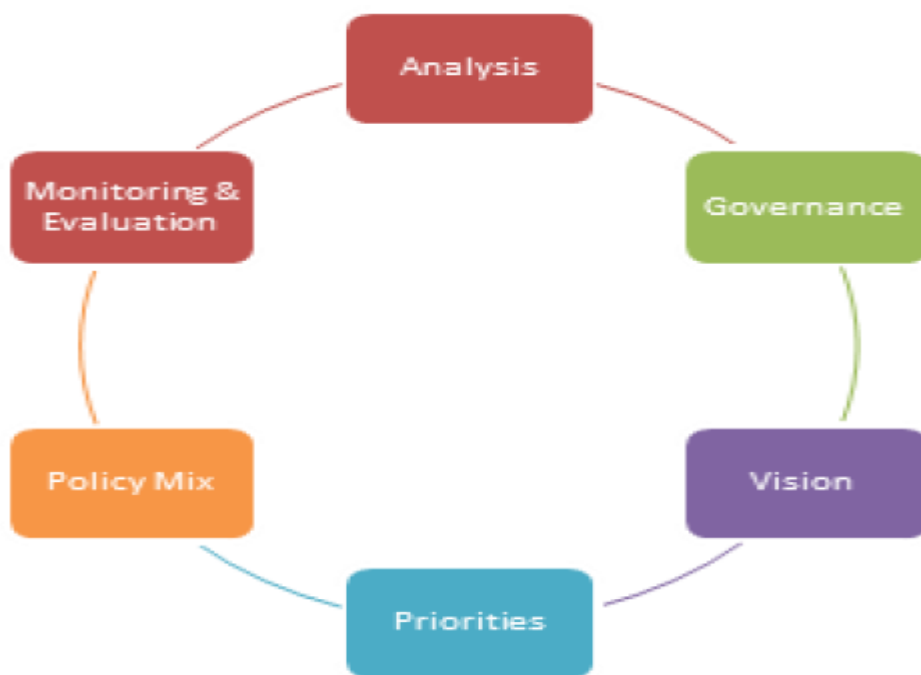 Analysis
Governance
Vision
Priorities
Policy Mix
Monitoring &
Evaluation